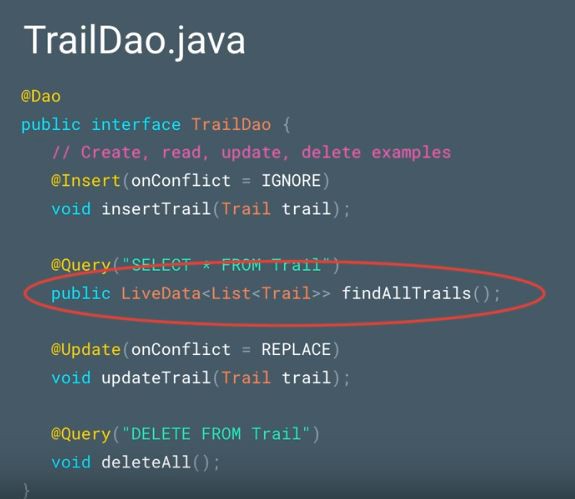 TrailDao.java
@Dao
public interface TrailDao {
// Create, read, update, delete examples
@Insert(onConflict = IGNORE)
void insertTrail(Trail trail);
@Query("SELECT * FROM Trail")
public LiveData<List<Trail>> findAllTrails();
@Update(onConflict = REPLACE)
void updateTrail(Trail trail);
@Query("DELETE FROM Trail")
void deleteAll();
}